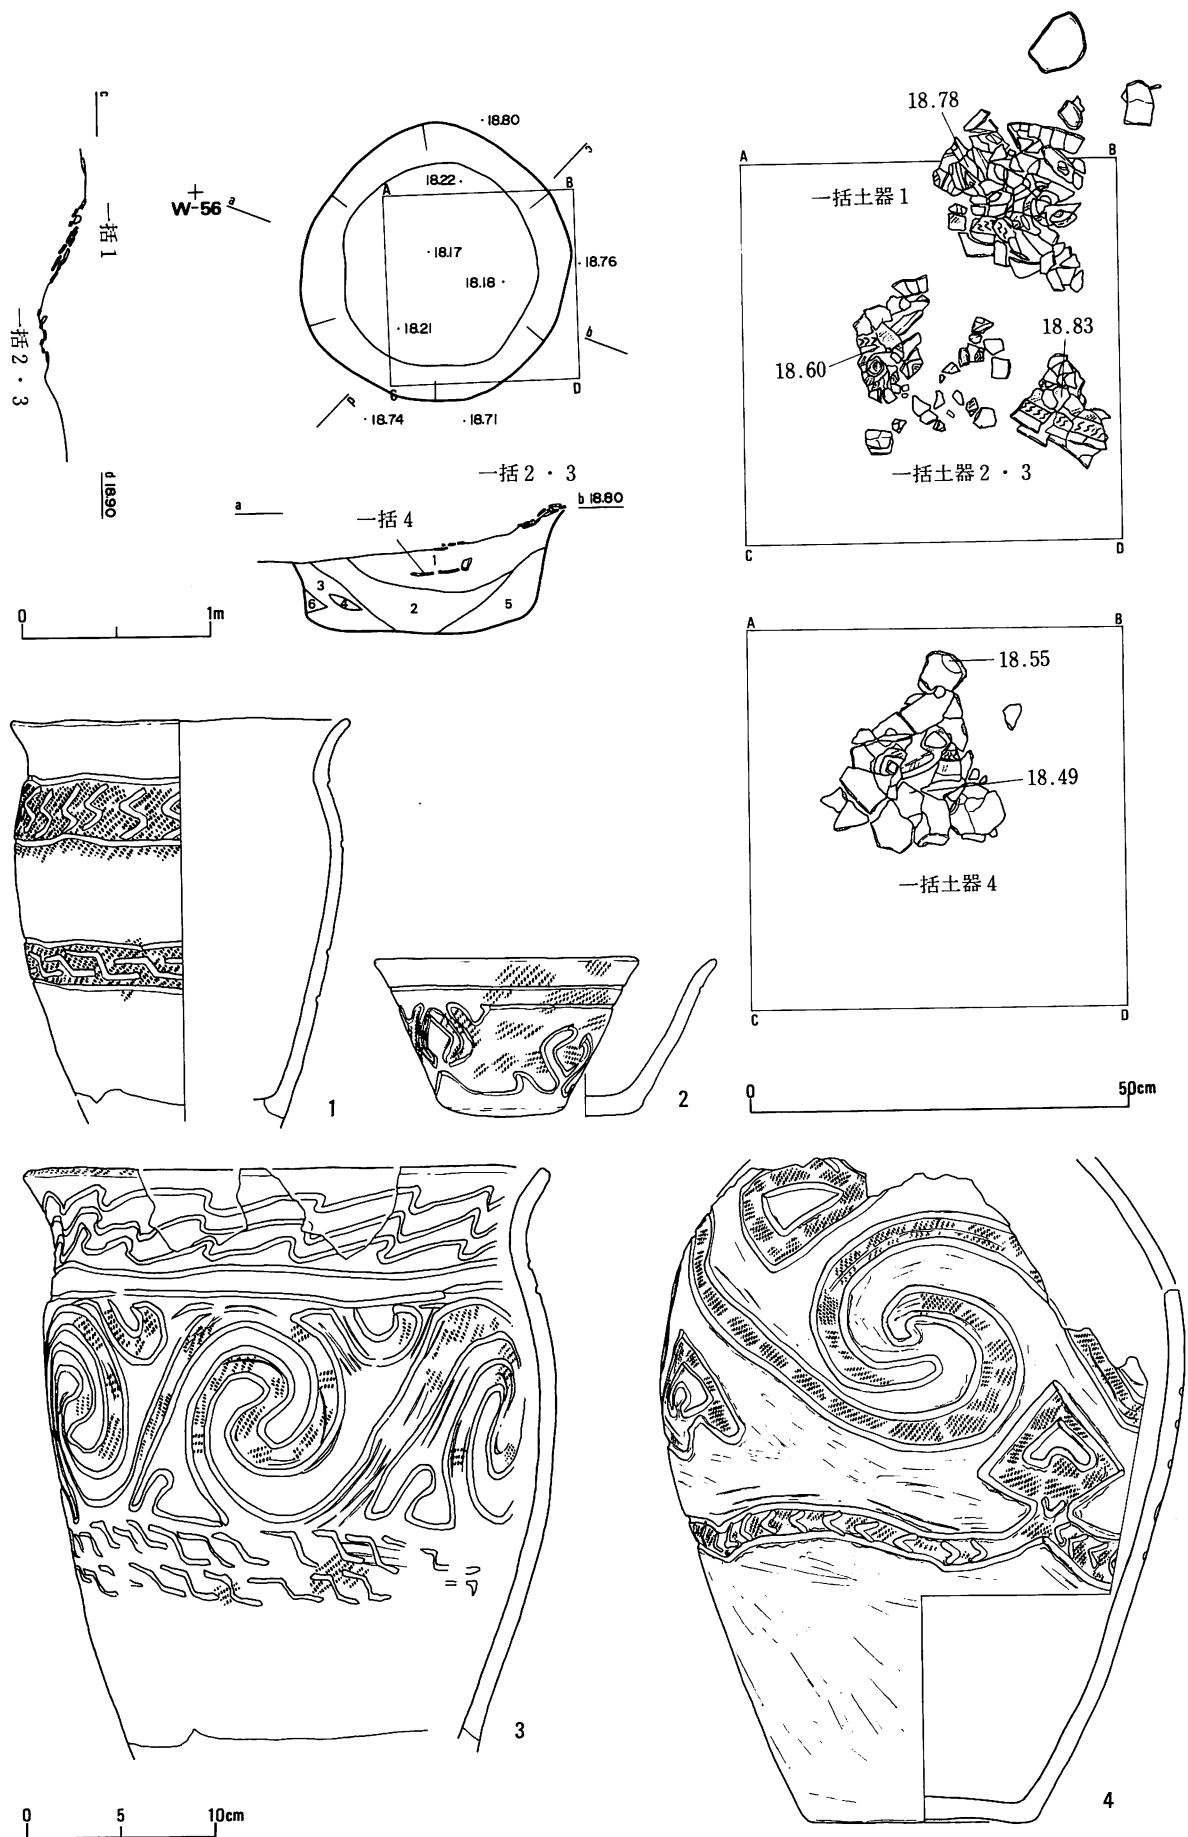 c
一括1
一括2・3
d 18.90
W-56
a
・18.80
c
A
18.22・
B
・18.17
・18.76
18.18・
・18.21
b
C
D
d
・18.74
・18.71
一括2・3
a
一括4
b 18.80
1
3
6
4
2
5
0
1m
18.78
A
B
一括土器1
18.83
18.60
一括土器2・3
C
D
A
B
18.55
18.49
一括土器4
C
D
0
50cm
1
2
3
4
0
5
10cm